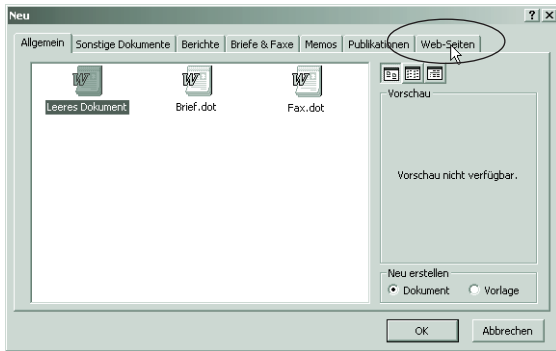 Neu
Allgemein Sonstige Dokumente Berichte Briefe & Faxe Memos Publikationen Web-Seiten
Leeres Dokument Brief.dot Fax.dot
Vorschau
Vorschau nicht verfügbar.
Neu erstellen
Dokument Vorlage
OK Abbrechen